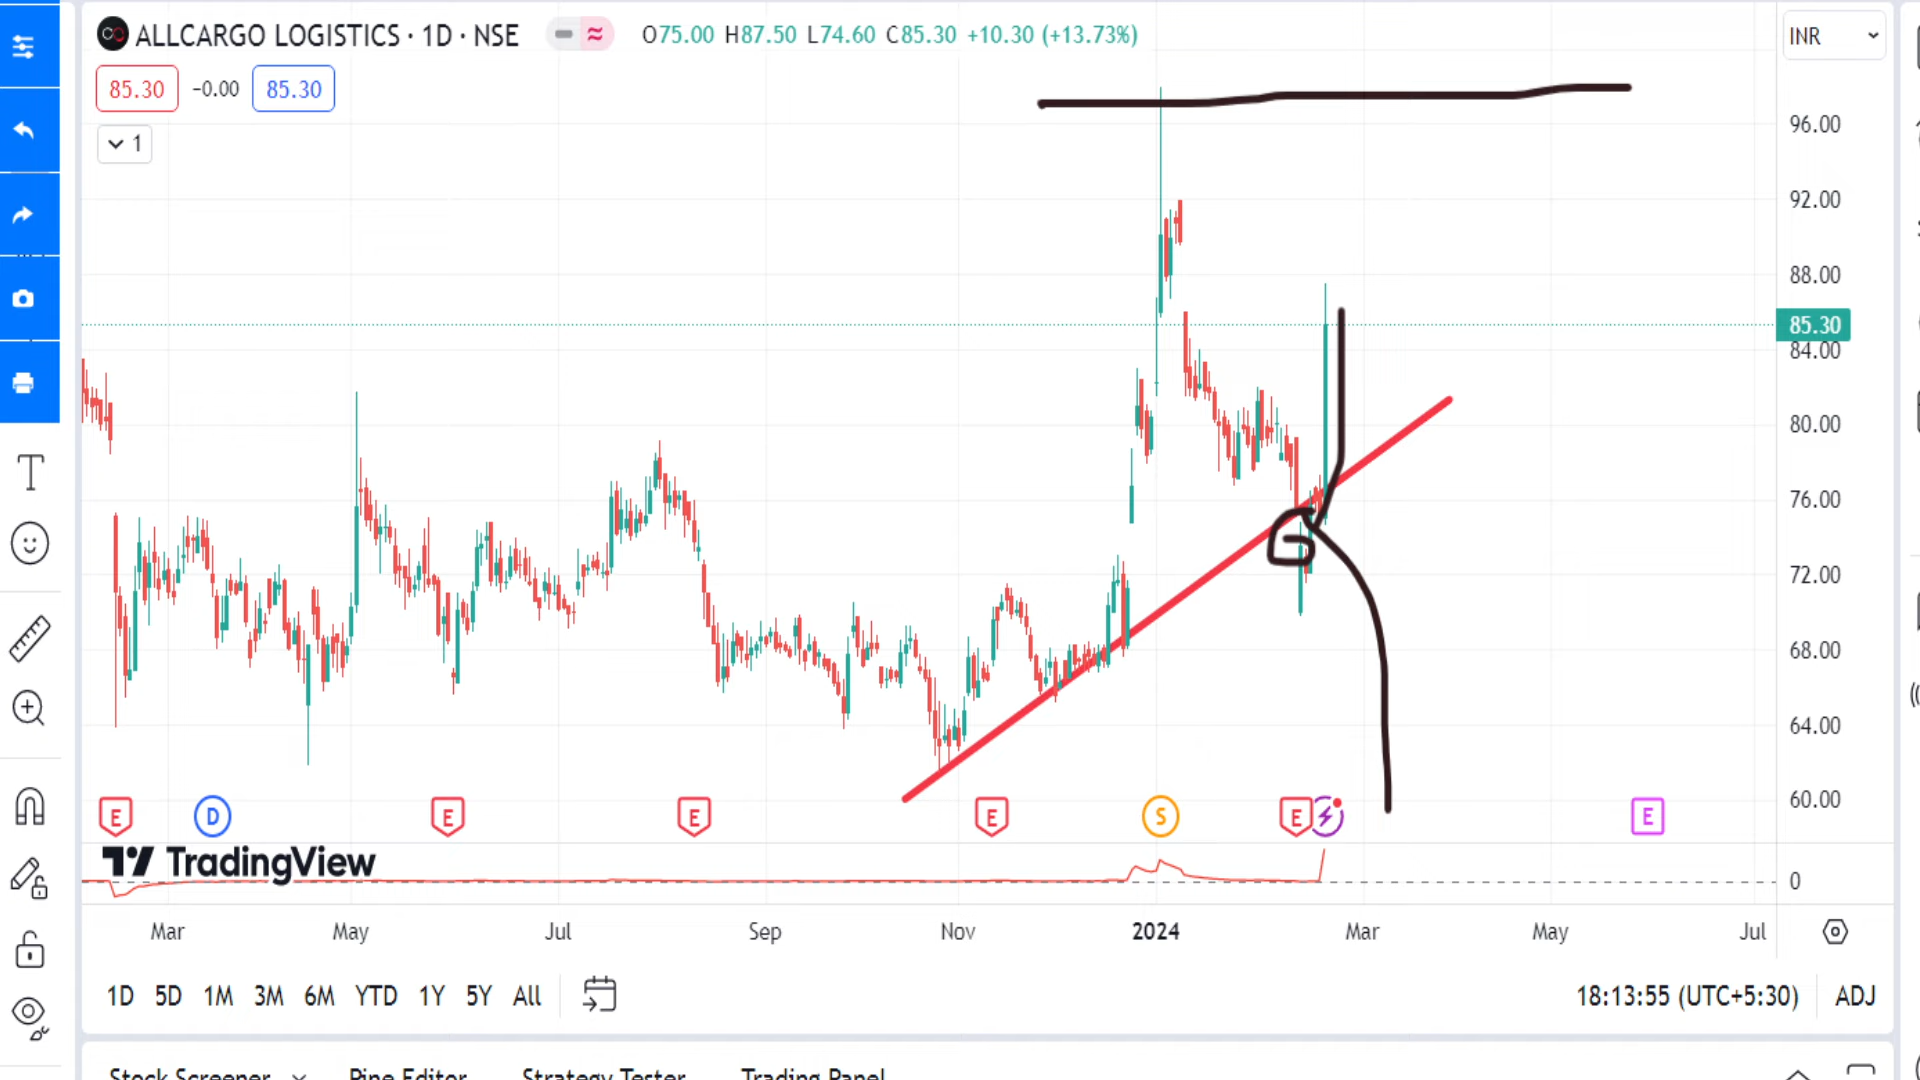 ALLCARGO LOGISTICS · 1D · NSE
O75.00 H87.50 L74.60 C85.30 +10.30 (+13.73%)
INR
85.30
−0.00
85.30
1
96.00
92.00
88.00
85.30
84.00
80.00
76.00
72.00
68.00
64.00
60.00
0
E
D
E
E
E
S
E
E
TradingView
Mar
May
Jul
Sep
Nov
2024
Mar
May
Jul
1D 5D 1M 3M 6M YTD 1Y 5Y All
18:13:55 (UTC+5:30)
ADJ
Stock Screener
Pine Editor
Strategy Tester
Trading Panel